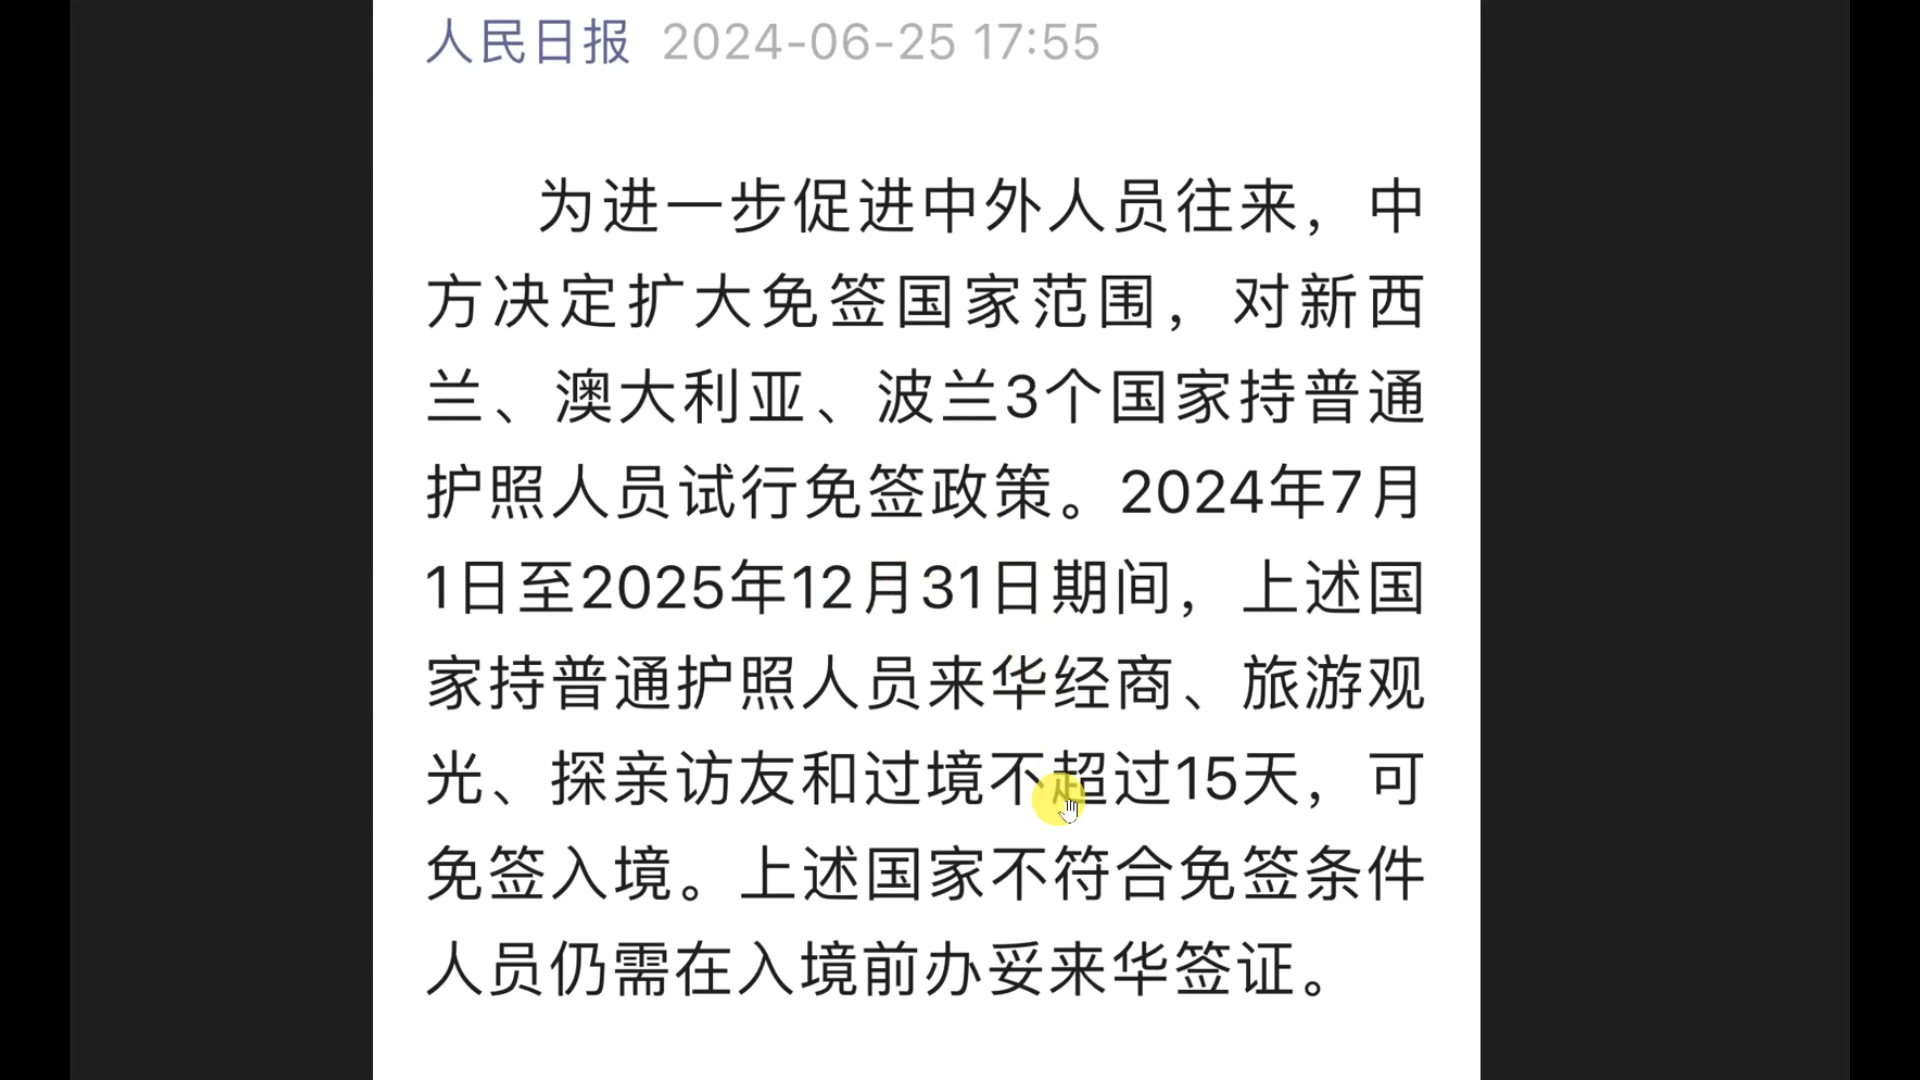 人民日报 2024-06-25 17:55
为进一步促进中外人员往来，中
方决定扩大免签国家范围，对新西
兰、澳大利亚、波兰3个国家持普通
护照人员试行免签政策。2024年7月
1日至2025年12月31日期间，上述国
家持普通护照人员来华经商、旅游观
光、探亲访友和过境不超过15天，可
免签入境。上述国家不符合免签条件
人员仍需在入境前办妥来华签证。